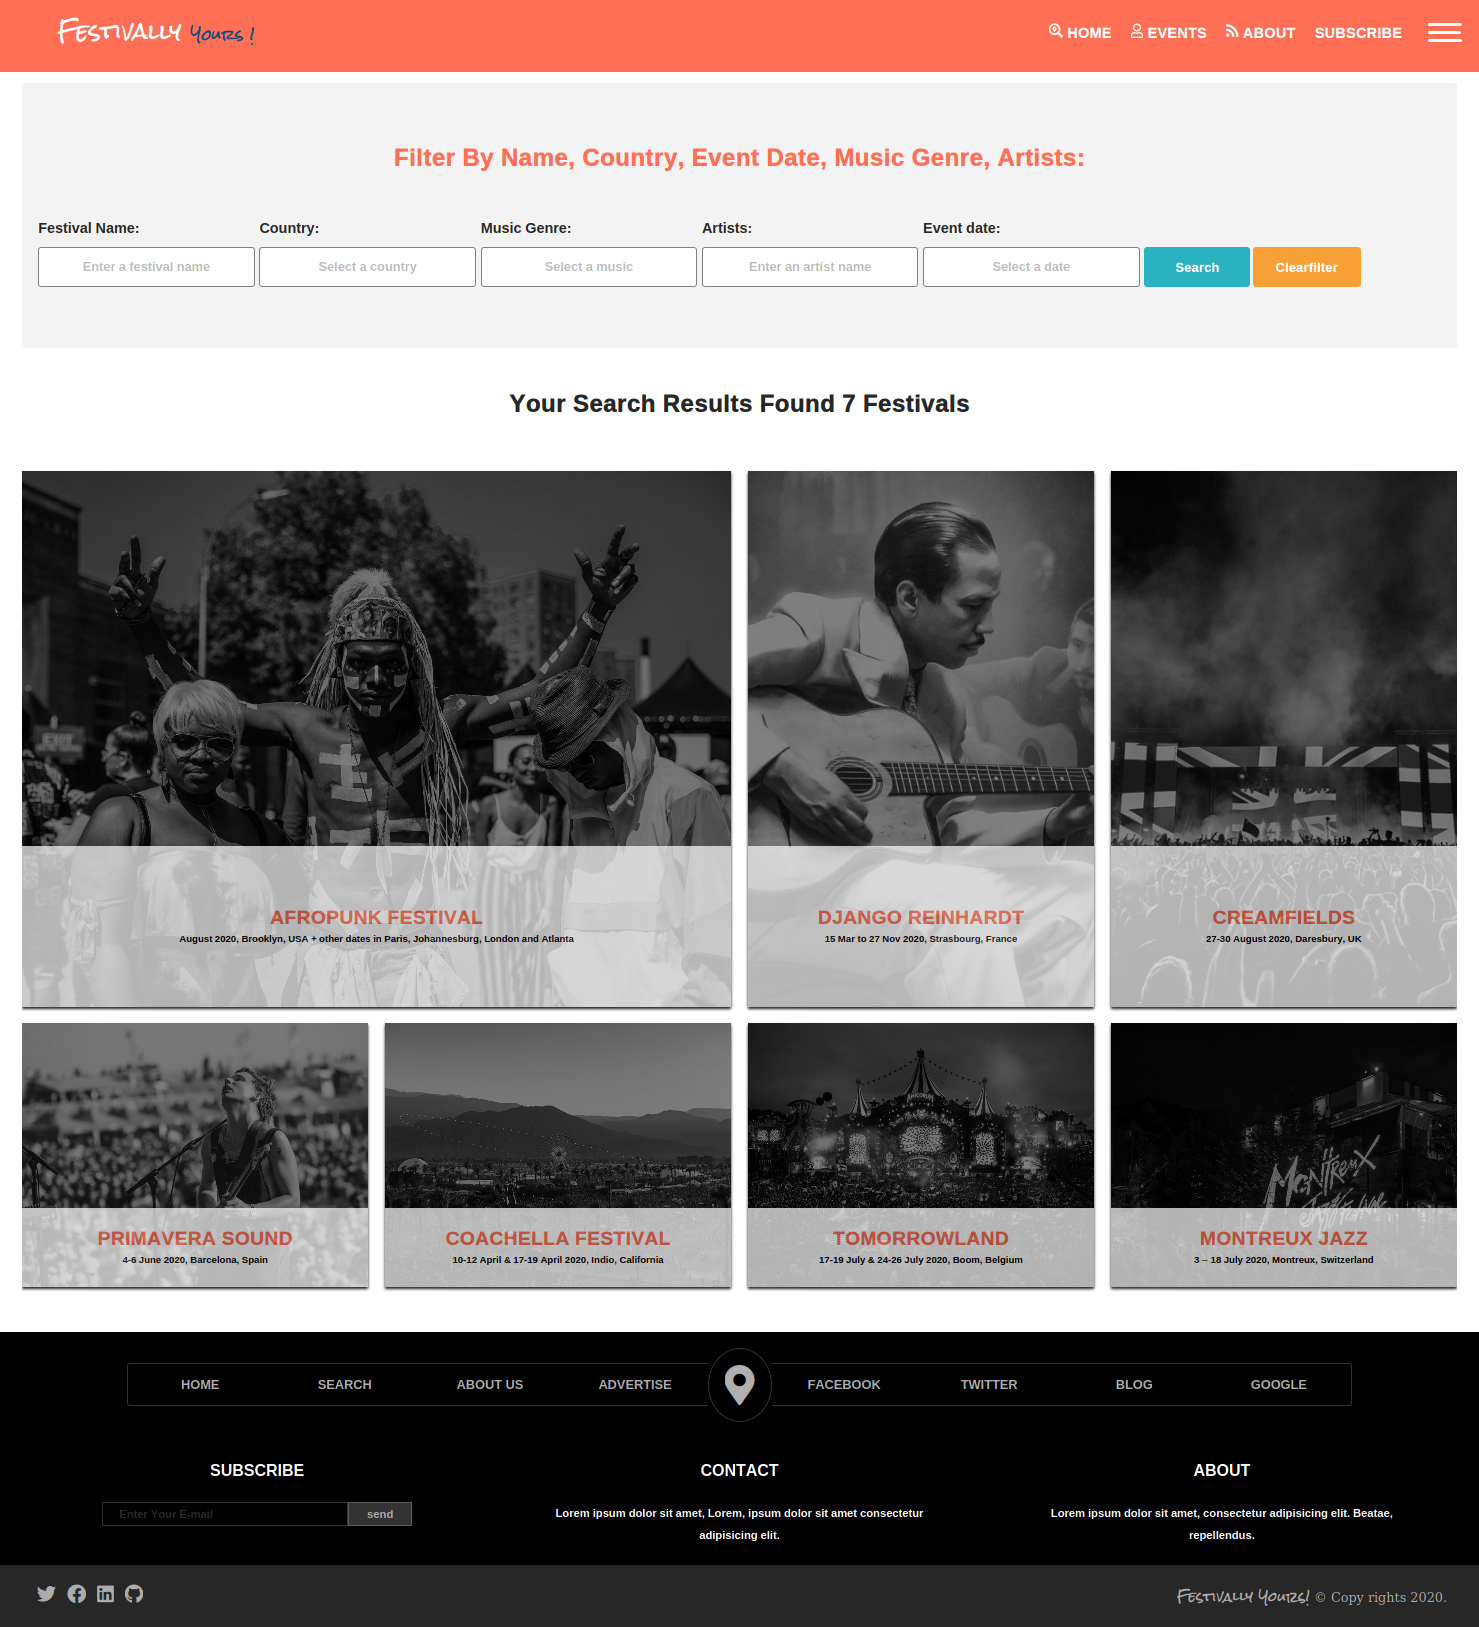 Festivally Yours !
HOME EVENTS ABOUT SUBSCRIBE
Filter By Name, Country, Event Date, Music Genre, Artists:
Festival Name: Country: Music Genre: Artists: Event date:
Enter a festival name Select a country Select a music Enter an artist name Select a date Search Clearfilter
Your Search Results Found 7 Festivals
AFROPUNK FESTIVAL
August 2020, Brooklyn, USA + other dates in Paris, Johannesburg, London and Atlanta
DJANGO REINHARDT
15 Mar to 27 Nov 2020, Strasbourg, France
CREAMFIELDS
27-30 August 2020, Daresbury, UK
PRIMAVERA SOUND
4-6 June 2020, Barcelona, Spain
COACHELLA FESTIVAL
10-12 April & 17-19 April 2020, Indio, California
TOMORROWLAND
17-19 July & 24-26 July 2020, Boom, Belgium
Montreux
Jazz Festival
MONTREUX JAZZ
3 – 18 July 2020, Montreux, Switzerland
HOME SEARCH ABOUT US ADVERTISE FACEBOOK TWITTER BLOG GOOGLE
SUBSCRIBE
Enter Your E-mail send
CONTACT
Lorem ipsum dolor sit amet, Lorem, ipsum dolor sit amet consectetur
adipisicing elit.
ABOUT
Lorem ipsum dolor sit amet, consectetur adipisicing elit. Beatae,
repellendus.
Festivally Yours! © Copy rights 2020.